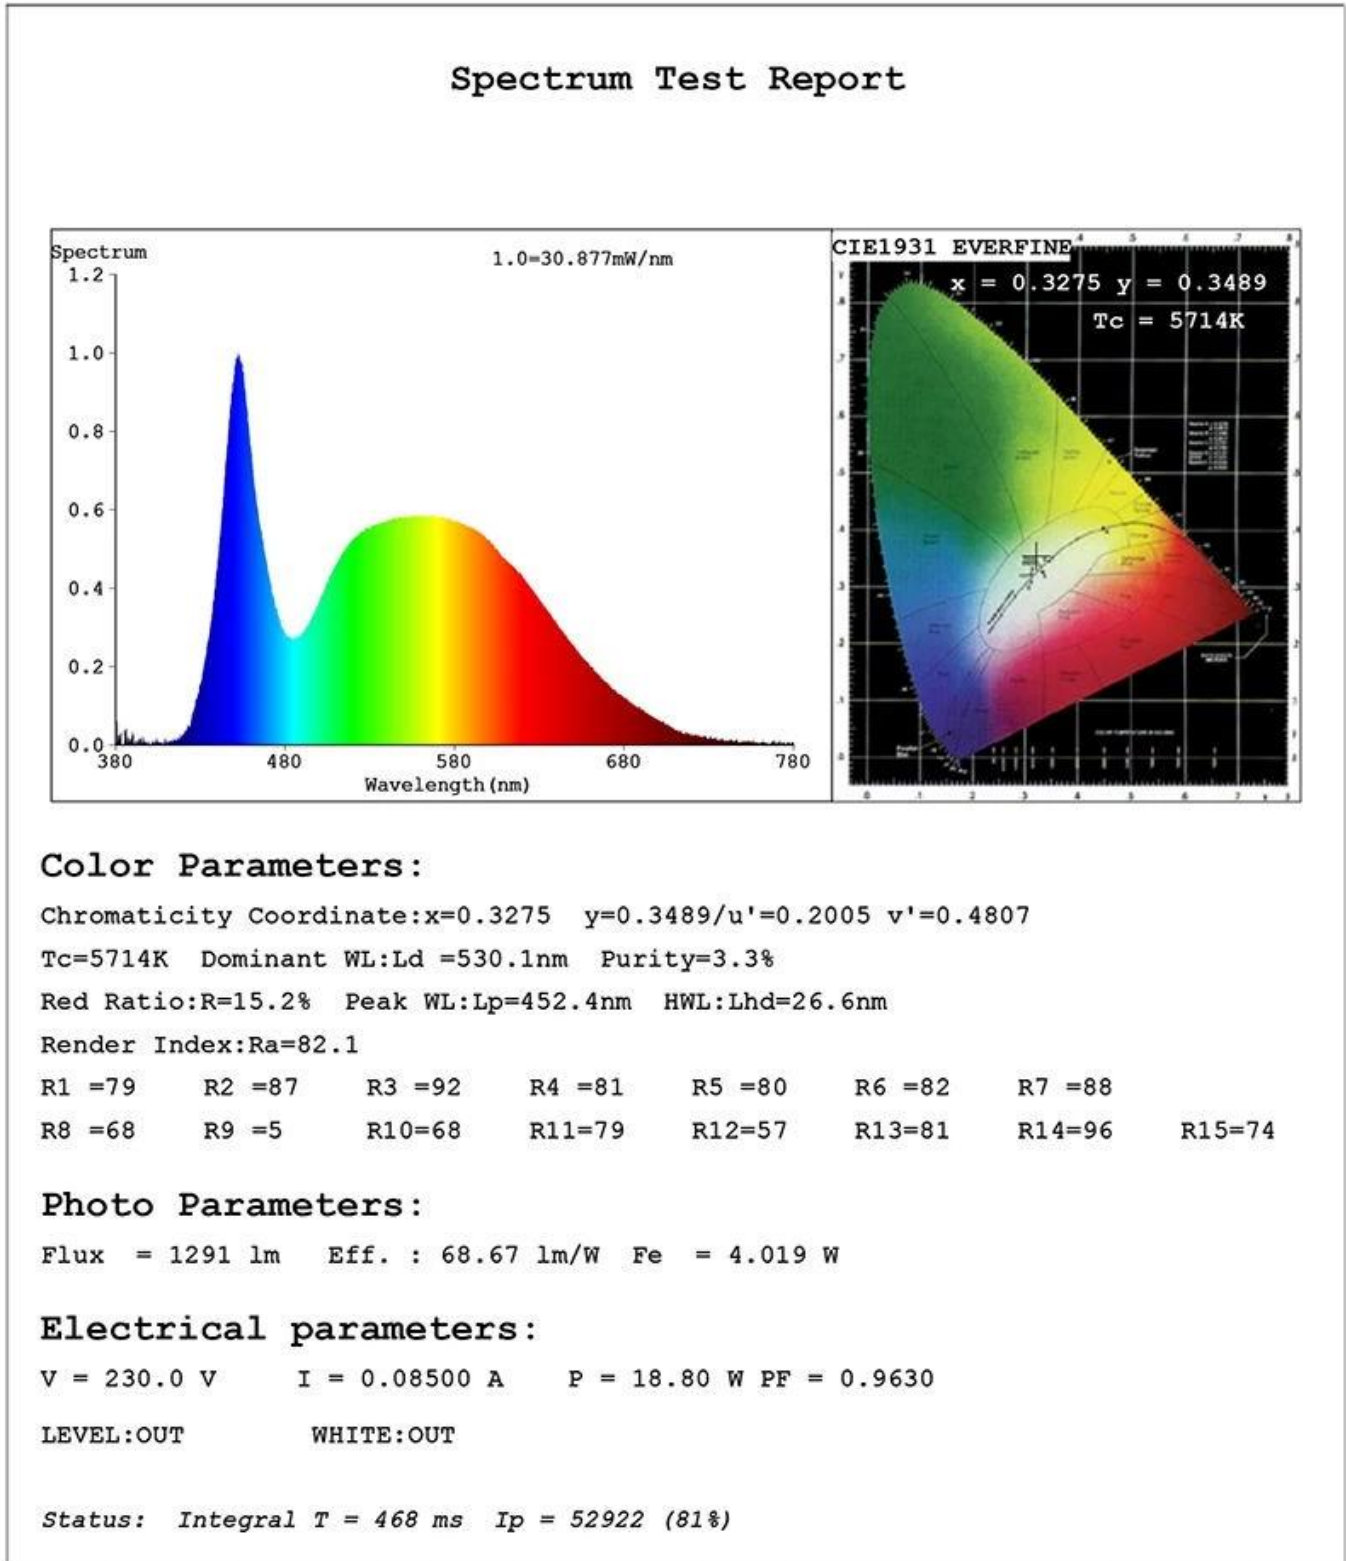 Spectrum Test Report
Spectrum
1.0=30.877mW/nm
1.2
1.0
0.8
0.6
0.4
0.2
0.0
380 480 580 680 780
Wavelength(nm)
CIE1931 EVERFINE
x = 0.3275 y = 0.3489
Tc = 5714K
Color Parameters:
Chromaticity Coordinate:x=0.3275 y=0.3489/u'=0.2005 v'=0.4807
Tc=5714K Dominant WL:Ld =530.1nm Purity=3.3%
Red Ratio:R=15.2% Peak WL:Lp=452.4nm HWL:Lhd=26.6nm
Render Index:Ra=82.1
R1 =79 R2 =87 R3 =92 R4 =81 R5 =80 R6 =82 R7 =88
R8 =68 R9 =5 R10=68 R11=79 R12=57 R13=81 R14=96 R15=74
Photo Parameters:
Flux = 1291 lm Eff. : 68.67 lm/W Fe = 4.019 W
Electrical parameters:
V = 230.0 V I = 0.08500 A P = 18.80 W PF = 0.9630
LEVEL:OUT WHITE:OUT
Status: Integral T = 468 ms Ip = 52922 (81%)